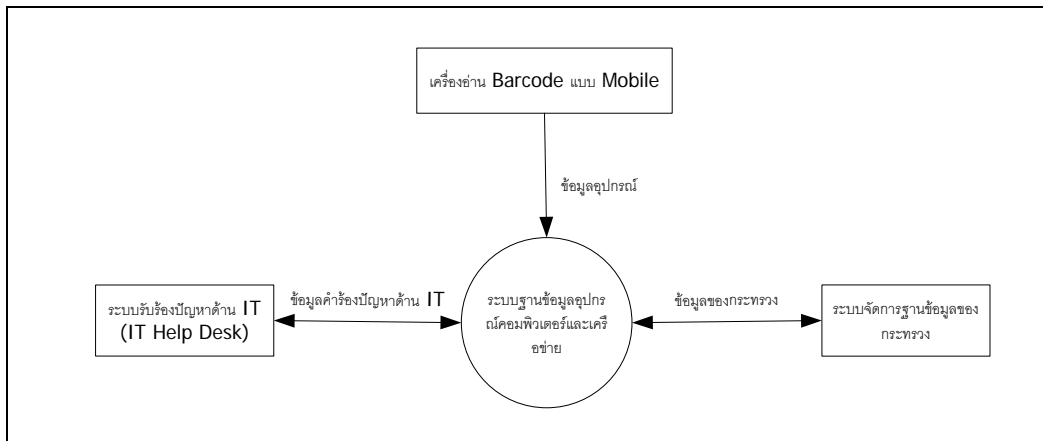 เครื่องอ่าน Barcode แบบ Mobile
ข้อมูลอุปกรณ์
ระบบรับร้องปัญหาด้าน IT
(IT Help Desk)
ข้อมูลคำร้องปัญหาด้าน IT
ระบบฐานข้อมูลอุปกร
ณ์คอมพิวเตอร์และเครื
อข่าย
ข้อมูลของกระทรวง
ระบบจัดการฐานข้อมูลของ
กระทรวง